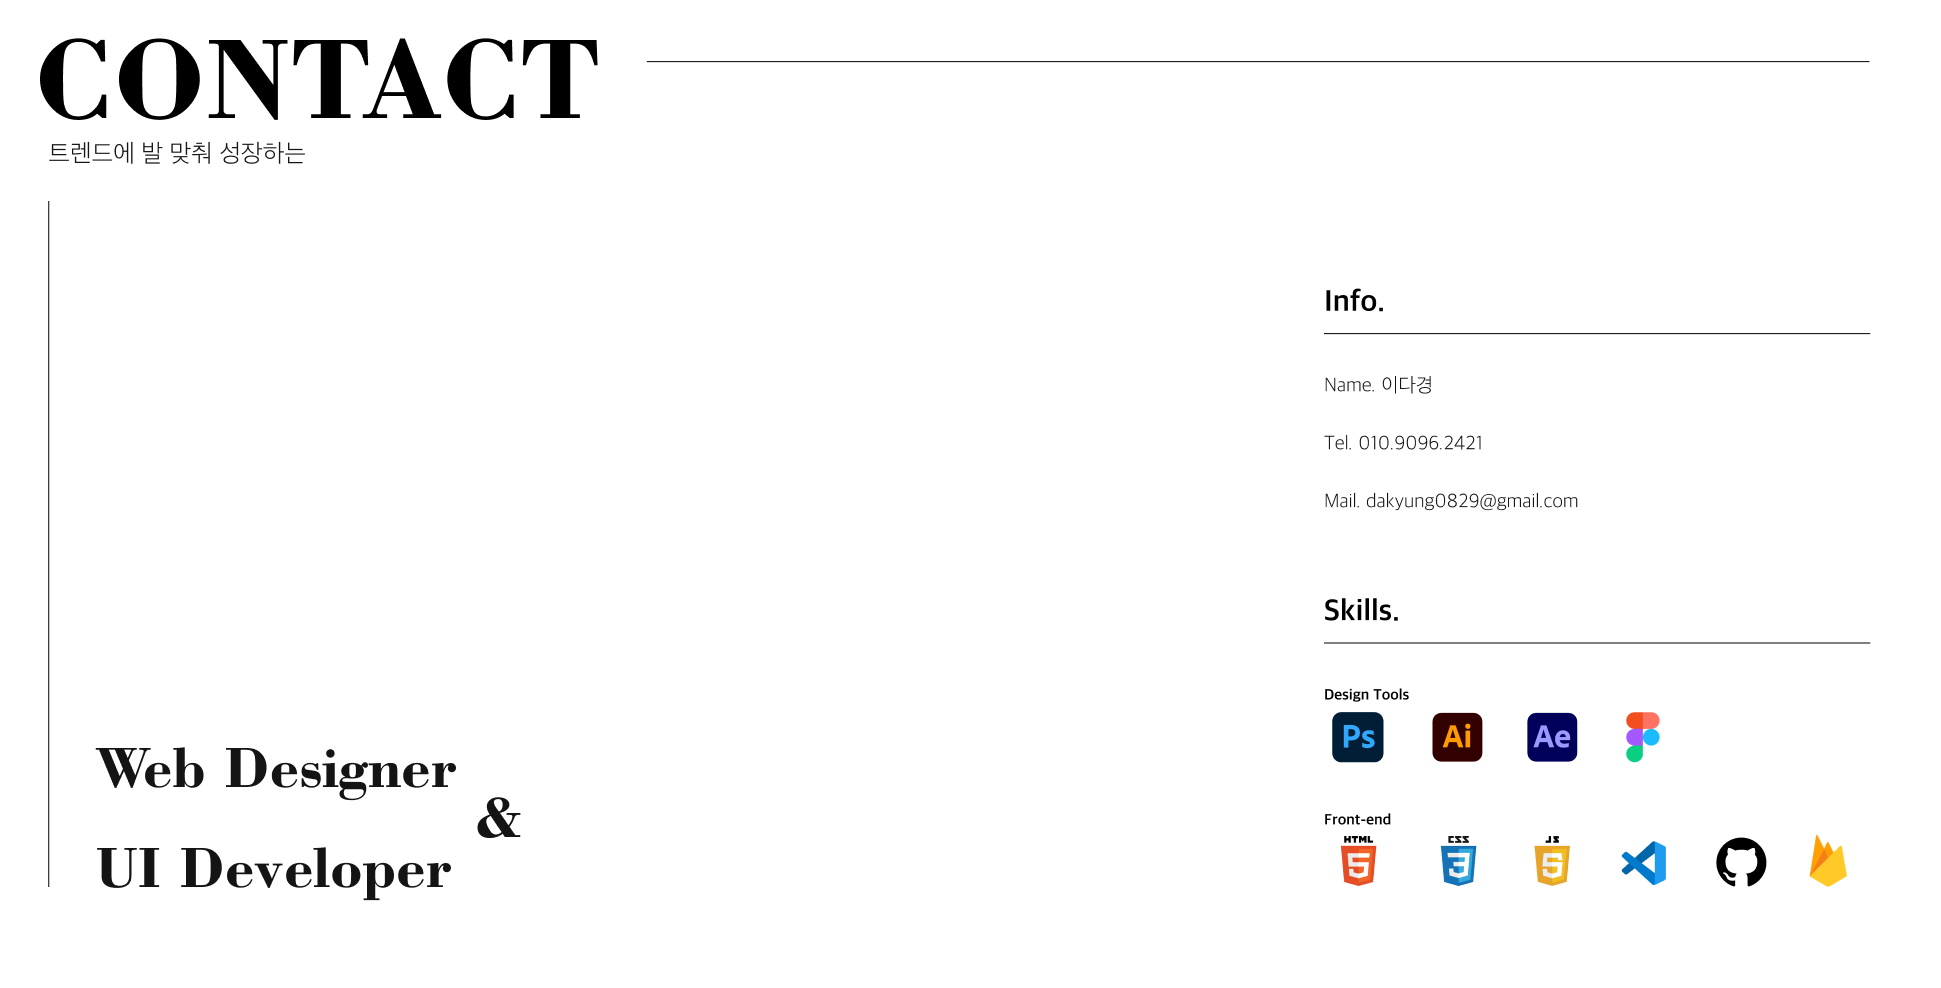 CONTACT
트렌드에 발 맞춰 성장하는
Info.
Name. 이다경
Tel. 010.9096.2421
Mail. dakyung0829@gmail.com
Skills.
Design Tools
Ps Ai Ae
Web Designer
&
UI Developer
Front-end
HTML CSS JS
5 3 5